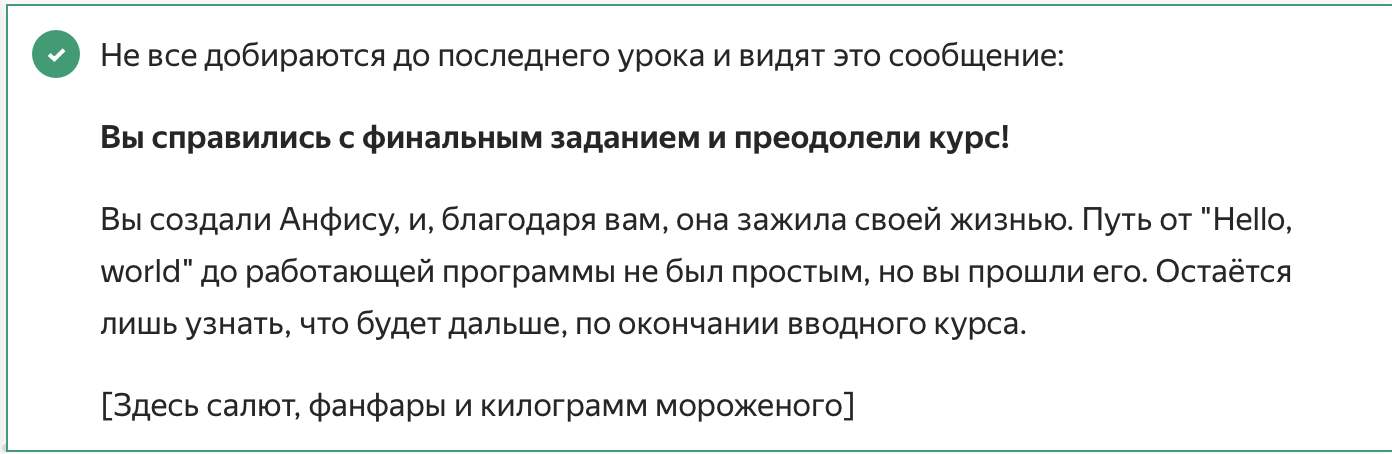 Не все добираются до последнего урока и видят это сообщение:
Вы справились с финальным заданием и преодолели курс!
Вы создали Анфису, и, благодаря вам, она зажила своей жизнью. Путь от "Hello,
world" до работающей программы не был простым, но вы прошли его. Остаётся
лишь узнать, что будет дальше, по окончании вводного курса.
[Здесь салют, фанфары и килограмм мороженого]